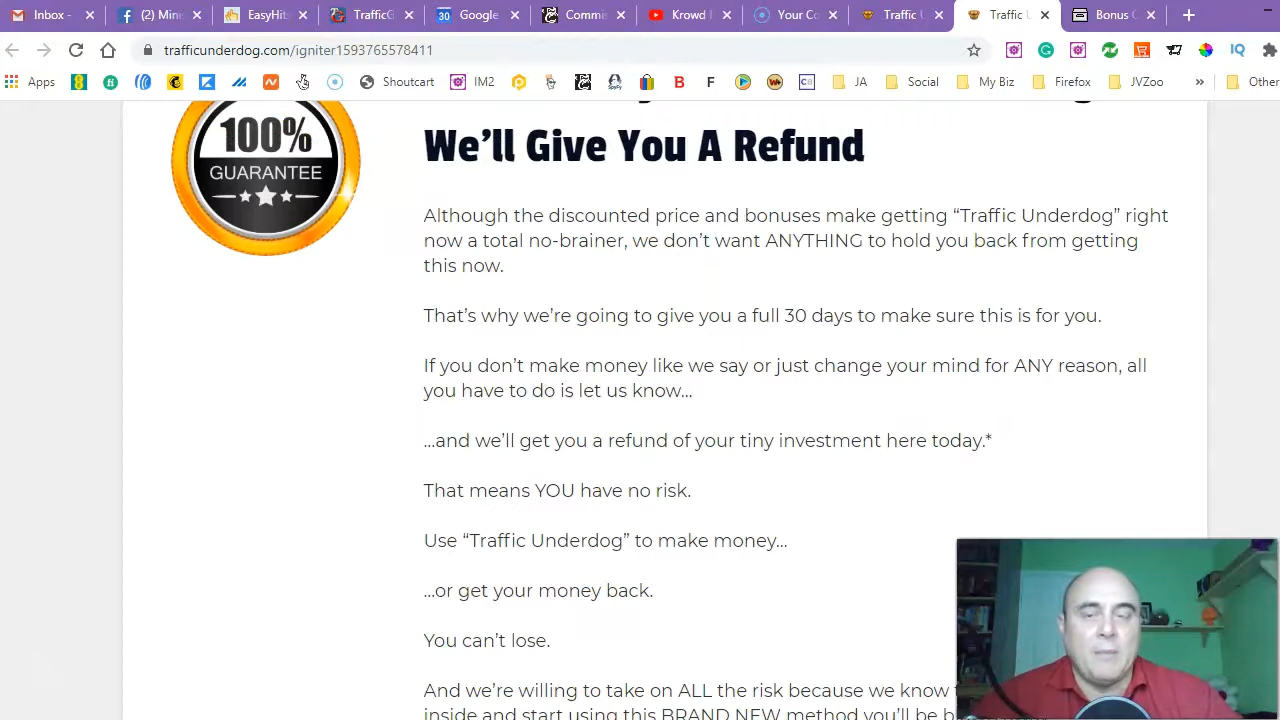 Inbox -
(2) Min
EasyHit
TrafficG
Google
Commis
Krowd
Your Co
Traffic
Traffic
Bonus
trafficunderdog.com/igniter1593765578411
Apps
Shoutcart
IM2
JA
Social
My Biz
Firefox
JVZoo
»
Other
100%
GUARANTEE
We’ll Give You A Refund
Although the discounted price and bonuses make getting “Traffic Underdog” right
now a total no-brainer, we don’t want ANYTHING to hold you back from getting
this now.
That’s why we’re going to give you a full 30 days to make sure this is for you.
If you don’t make money like we say or just change your mind for ANY reason, all
you have to do is let us know...
...and we’ll get you a refund of your tiny investment here today.*
That means YOU have no risk.
Use “Traffic Underdog” to make money...
...or get your money back.
You can’t lose.
And we’re willing to take on ALL the risk because we know
inside and start using this BRAND NEW method you’ll be